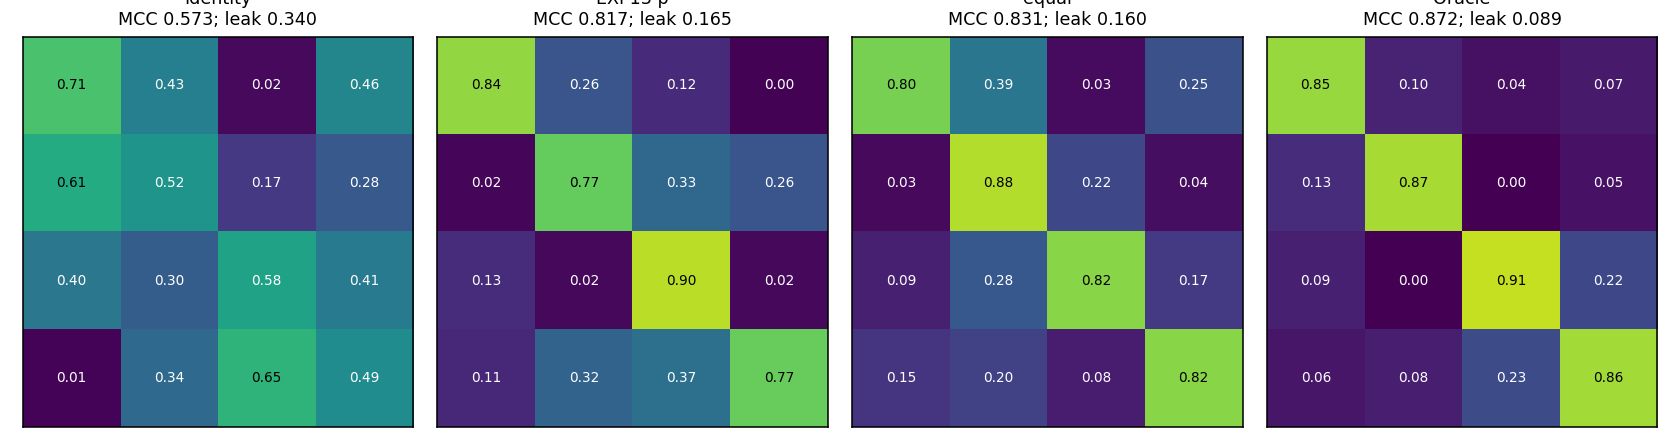 Identity
MCC 0.573; leak 0.340
0.71 0.43 0.02 0.46
0.61 0.52 0.17 0.28
0.40 0.30 0.58 0.41
0.01 0.34 0.65 0.49
MCC 0.817; leak 0.165
0.84 0.26 0.12 0.00
0.02 0.77 0.33 0.26
0.13 0.02 0.90 0.02
0.11 0.32 0.37 0.77
equal
MCC 0.831; leak 0.160
0.80 0.39 0.03 0.25
0.03 0.88 0.22 0.04
0.09 0.28 0.82 0.17
0.15 0.20 0.08 0.82
Oracle
MCC 0.872; leak 0.089
0.85 0.10 0.04 0.07
0.13 0.87 0.00 0.05
0.09 0.00 0.91 0.22
0.06 0.08 0.23 0.86